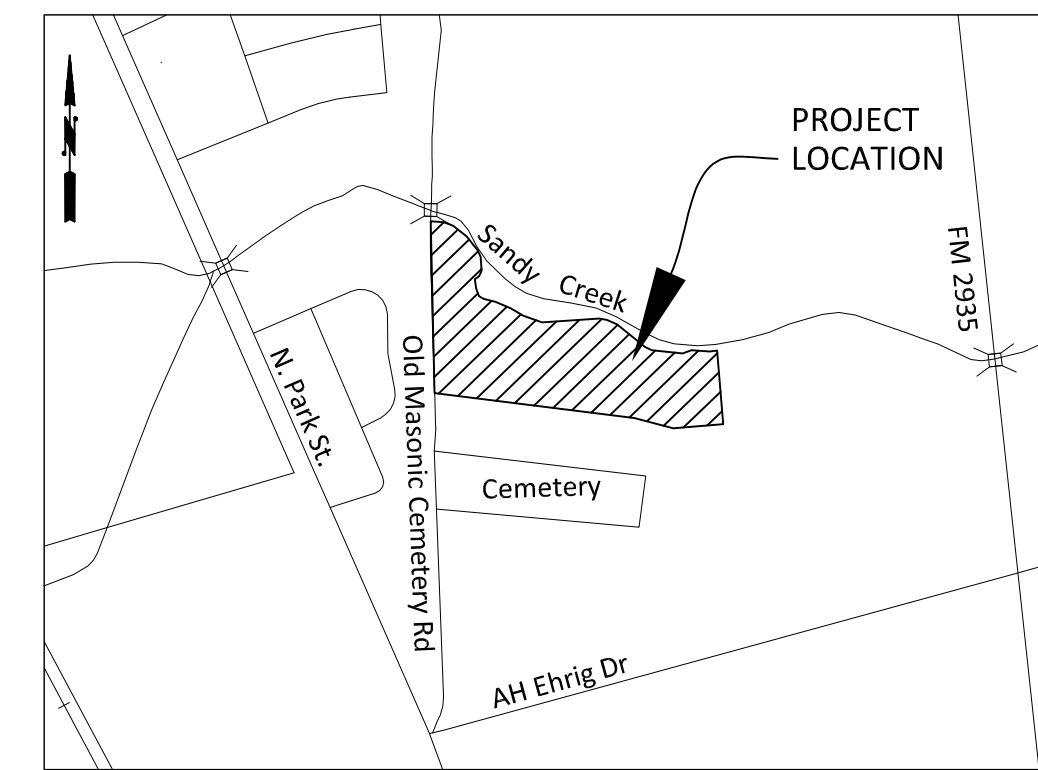 N
PROJECT
LOCATION
Sandy Creek
FM 2935
N. Park St.
Old Masonic Cemetery Rd
Cemetery
AH Ehrig Dr